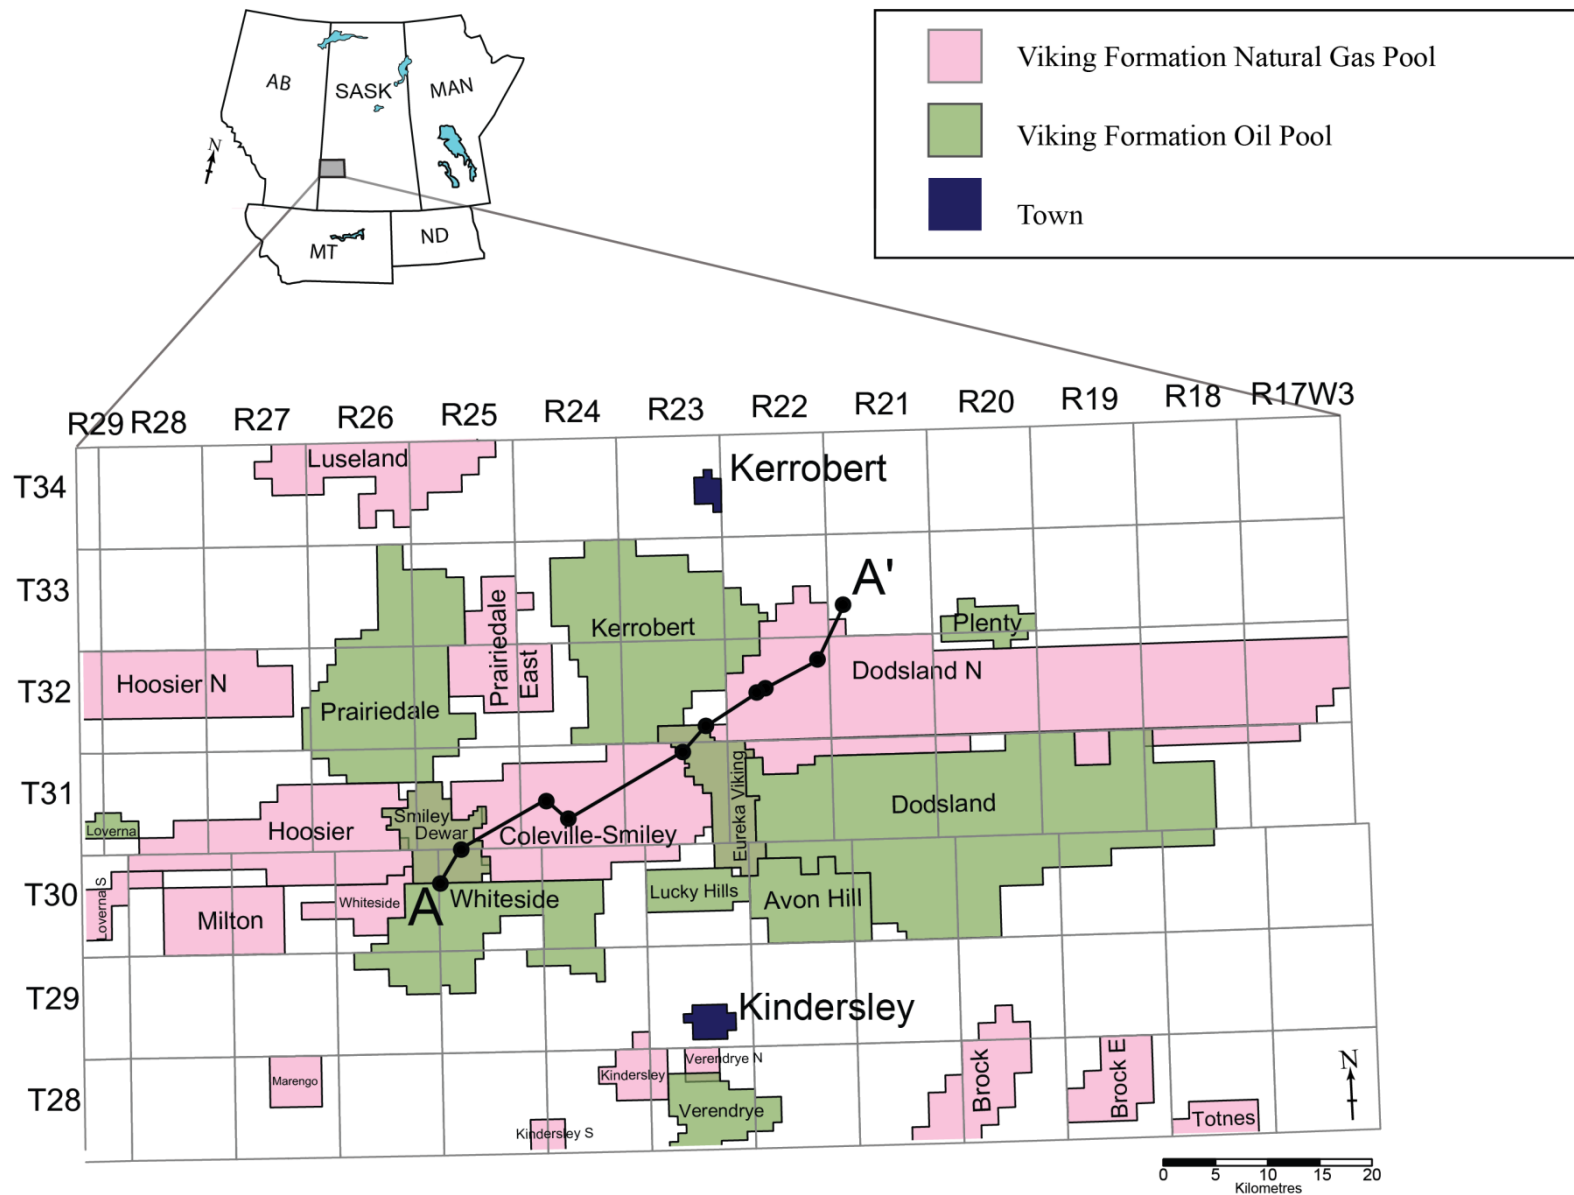 AB
SASK
MAN
N
MT
ND
Viking Formation Natural Gas Pool
Viking Formation Oil Pool
Town
R29
R28
R27
R26
R25
R24
R23
R22
R21
R20
R19
R18
R17W3
T34
Luseland
Kerrobert
T33
A'
Prairiedale
East
Kerrobert
Plenty
T32
Hoosier N
Prairiedale
Dodsland N
T31
Loverna
Hoosier
Smiley
Dewar
Coleville-Smiley
Eureka Viking
Dodsland
T30
Loverna S
Milton
Whiteside
A
Whiteside
Lucky Hills
Avon Hill
T29
Kindersley
T28
Marengo
Kindersley
Verendrye N
Verendrye
Kindersley S
Brock
Brock E
Totnes
N
0 5 10 15 20
Kilometres